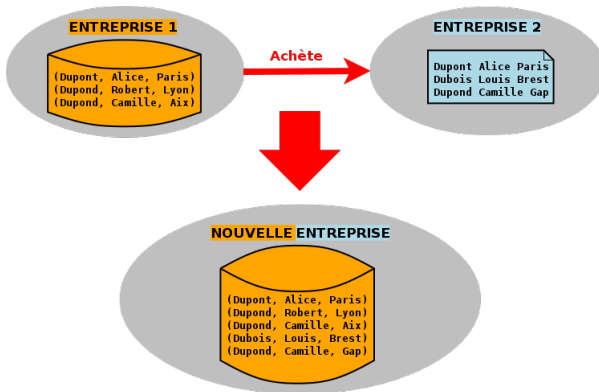 ENTREPRISE 1
(Dupont, Alice, Paris)
(Dupond, Robert, Lyon)
(Dupond, Camille, Aix)
Achète
ENTREPRISE 2
Dupont Alice Paris
Dubois Louis Brest
Dupond Camille Gap
NOUVELLE ENTREPRISE
(Dupont, Alice, Paris)
(Dupond, Robert, Lyon)
(Dupond, Camille, Aix)
(Dubois, Louis, Brest)
(Dupond, Camille, Gap)